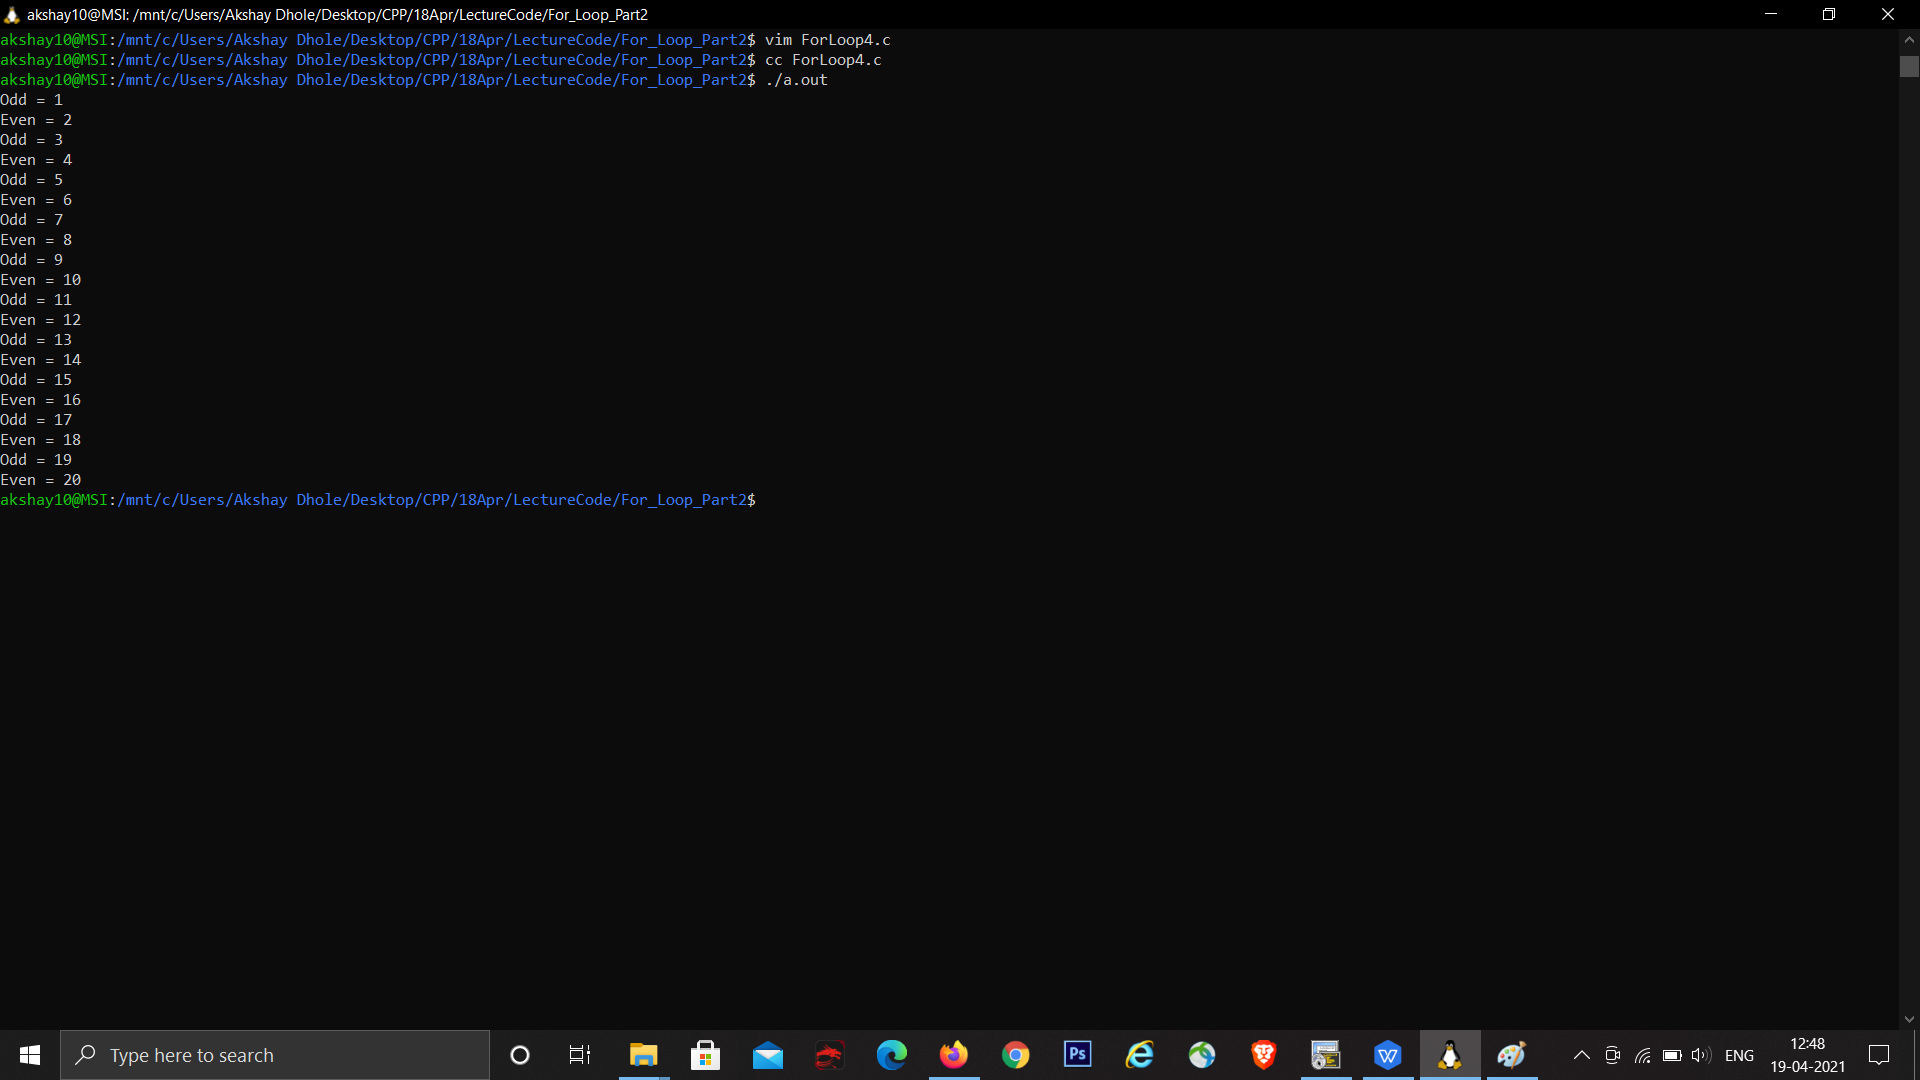 akshay10@MSI: /mnt/c/Users/Akshay Dhole/Desktop/CPP/18Apr/LectureCode/For_Loop_Part2
akshay10@MSI:/mnt/c/Users/Akshay Dhole/Desktop/CPP/18Apr/LectureCode/For_Loop_Part2$ vim ForLoop4.c
akshay10@MSI:/mnt/c/Users/Akshay Dhole/Desktop/CPP/18Apr/LectureCode/For_Loop_Part2$ cc ForLoop4.c
akshay10@MSI:/mnt/c/Users/Akshay Dhole/Desktop/CPP/18Apr/LectureCode/For_Loop_Part2$ ./a.out
Odd = 1
Even = 2
Odd = 3
Even = 4
Odd = 5
Even = 6
Odd = 7
Even = 8
Odd = 9
Even = 10
Odd = 11
Even = 12
Odd = 13
Even = 14
Odd = 15
Even = 16
Odd = 17
Even = 18
Odd = 19
Even = 20
akshay10@MSI:/mnt/c/Users/Akshay Dhole/Desktop/CPP/18Apr/LectureCode/For_Loop_Part2$
Type here to search
Ps
W
ENG
12:48
19-04-2021